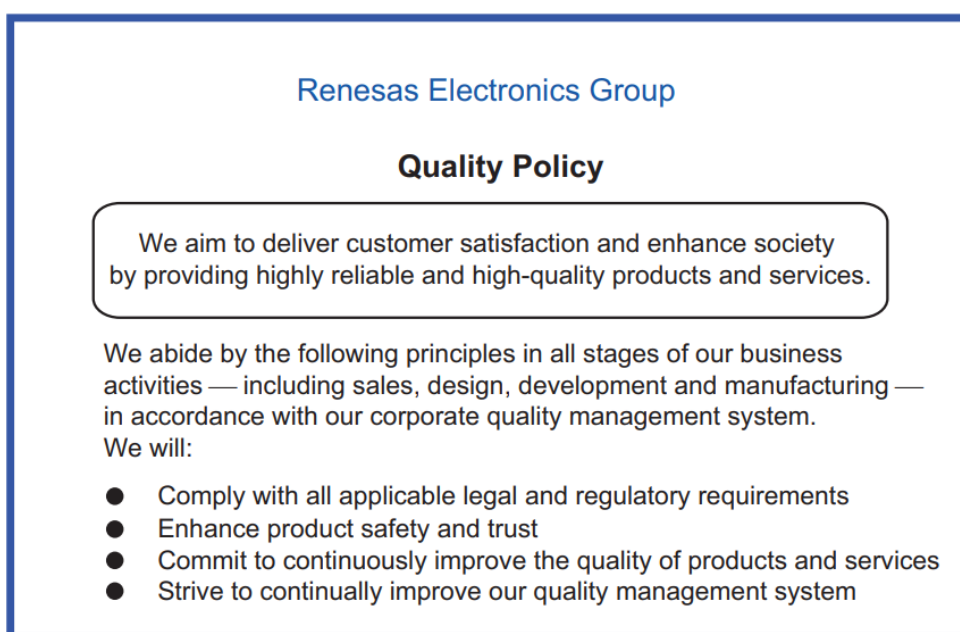 Renesas Electronics Group
Quality Policy
We aim to deliver customer satisfaction and enhance society
by providing highly reliable and high-quality products and services.
We abide by the following principles in all stages of our business
activities — including sales, design, development and manufacturing —
in accordance with our corporate quality management system.
We will:
● Comply with all applicable legal and regulatory requirements
● Enhance product safety and trust
● Commit to continuously improve the quality of products and services
● Strive to continually improve our quality management system